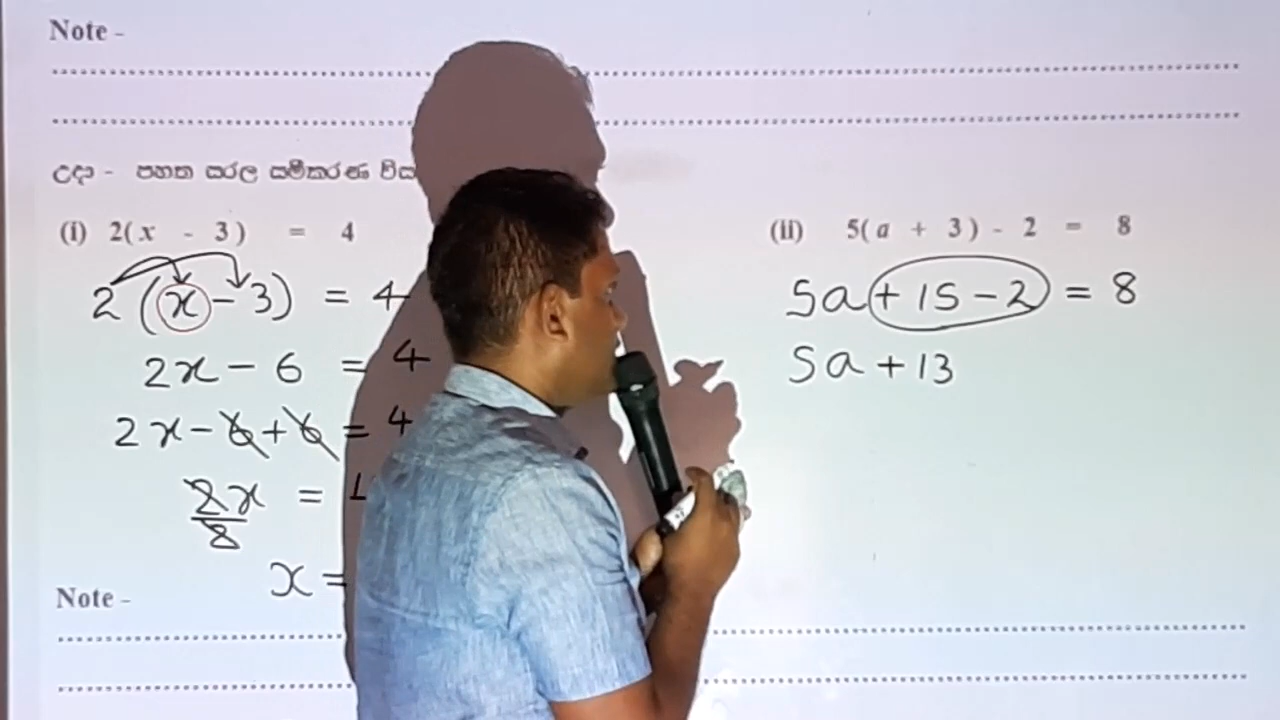 Note -
උදා - පහත සරල සමීකරණ
(i) 2( x - 3 ) = 4
2 (x - 3) = 4
2x - 6 = 4
2x - 6 + 6 = 4
2x =
2
x =
(ii) 5( a + 3 ) - 2 = 8
5a + 15 - 2 = 8
5a + 13
Note -